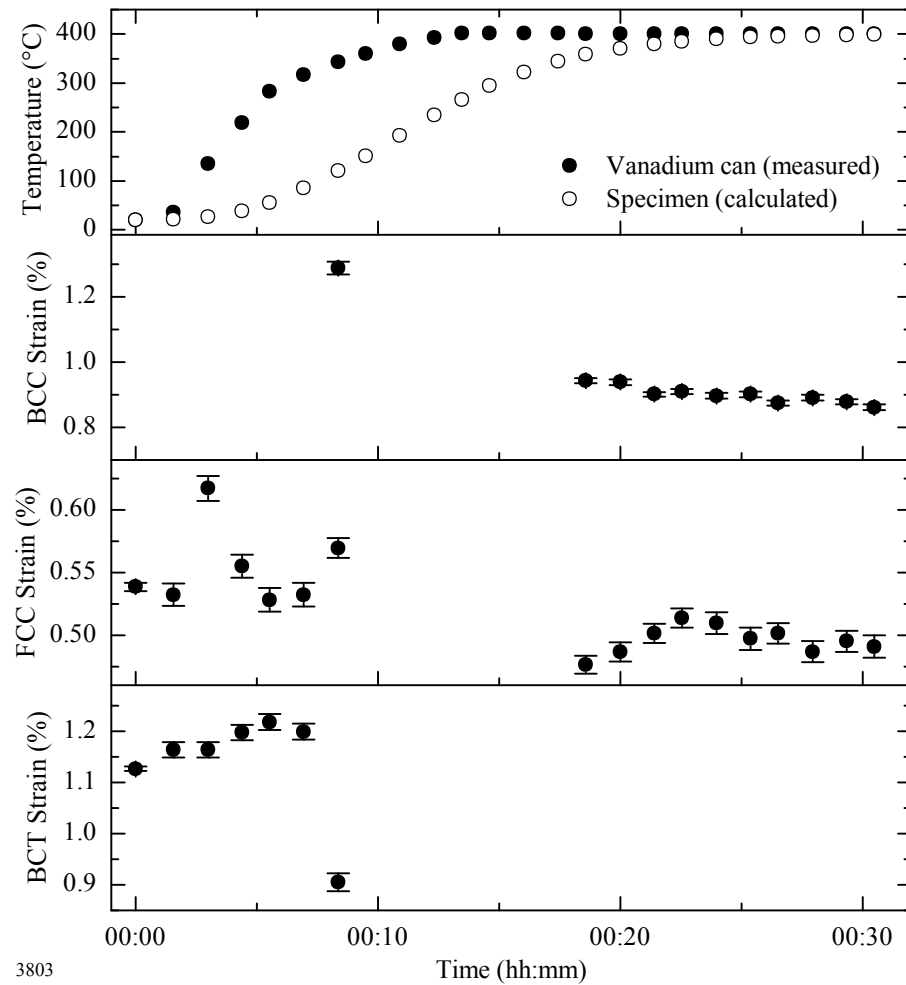 Temperature (°C)
400
300
200
100
0
Vanadium can (measured)
Specimen (calculated)
BCC Strain (%)
1.2
1.0
0.8
FCC Strain (%)
0.60
0.55
0.50
BCT Strain (%)
1.2
1.1
1.0
0.9
00:00 00:10 00:20 00:30
Time (hh:mm)
3803